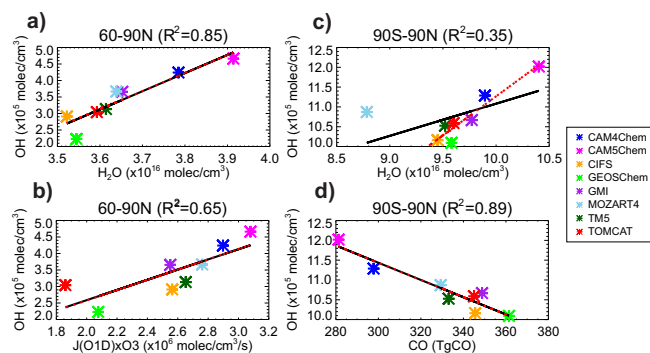 a)
60-90N (R²=0.85)
OH (x10⁵ molec/cm³)
5.0
4.5
4.0
3.5
3.0
2.5
2.0
3.5 3.6 3.7 3.8 3.9 4.0
H₂O (x10¹⁶ molec/cm³)
c)
90S-90N (R²=0.35)
OH (x10⁵ molec/cm³)
12.5
12.0
11.5
11.0
10.5
10.0
8.5 9.0 9.5 10.0 10.5
H₂O (x10¹⁶ molec/cm³)
b)
60-90N (R²=0.65)
OH (x10⁵ molec/cm³)
5.0
4.5
4.0
3.5
3.0
2.5
2.0
1.8 2.0 2.2 2.4 2.6 2.8 3.0 3.2
J(O1D)xO3 (x10⁶ molec/cm³/s)
d)
90S-90N (R²=0.89)
OH (x10⁵ molec/cm³)
12.5
12.0
11.5
11.0
10.5
10.0
280 300 320 340 360 380
CO (TgCO)
CAM4Chem
CAM5Chem
CIFS
GEOSChem
GMI
MOZART4
TM5
TOMCAT